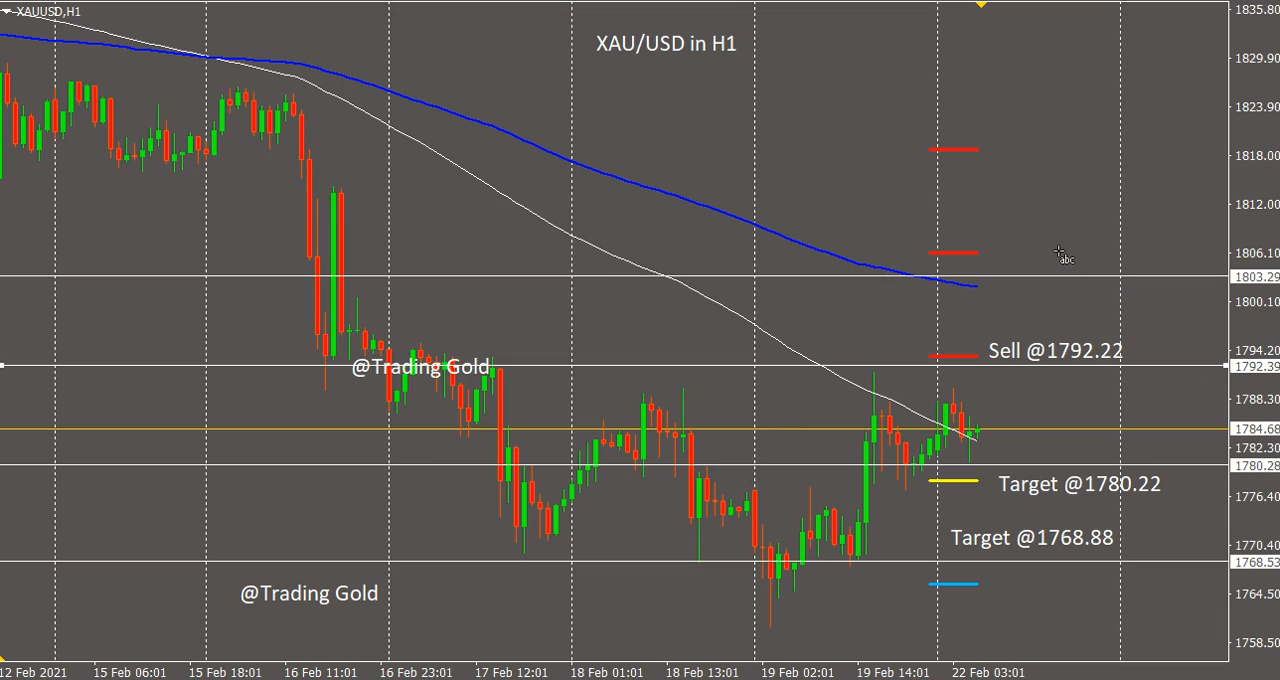 XAUUSD,H1
XAU/USD in H1
1835.80
1829.90
1823.90
1818.00
1812.00
1806.10
abc
1803.29
1800.10
Sell @1792.22
1794.20
@Trading Gold
1792.39
1788.30
1784.68
1782.30
1780.28
Target @1780.22
1776.40
Target @1768.88
1770.40
1768.53
@Trading Gold
1764.50
1758.50
12 Feb 2021
15 Feb 06:01
15 Feb 18:01
16 Feb 11:01
16 Feb 23:01
17 Feb 12:01
18 Feb 01:01
18 Feb 13:01
19 Feb 02:01
19 Feb 14:01
22 Feb 03:01